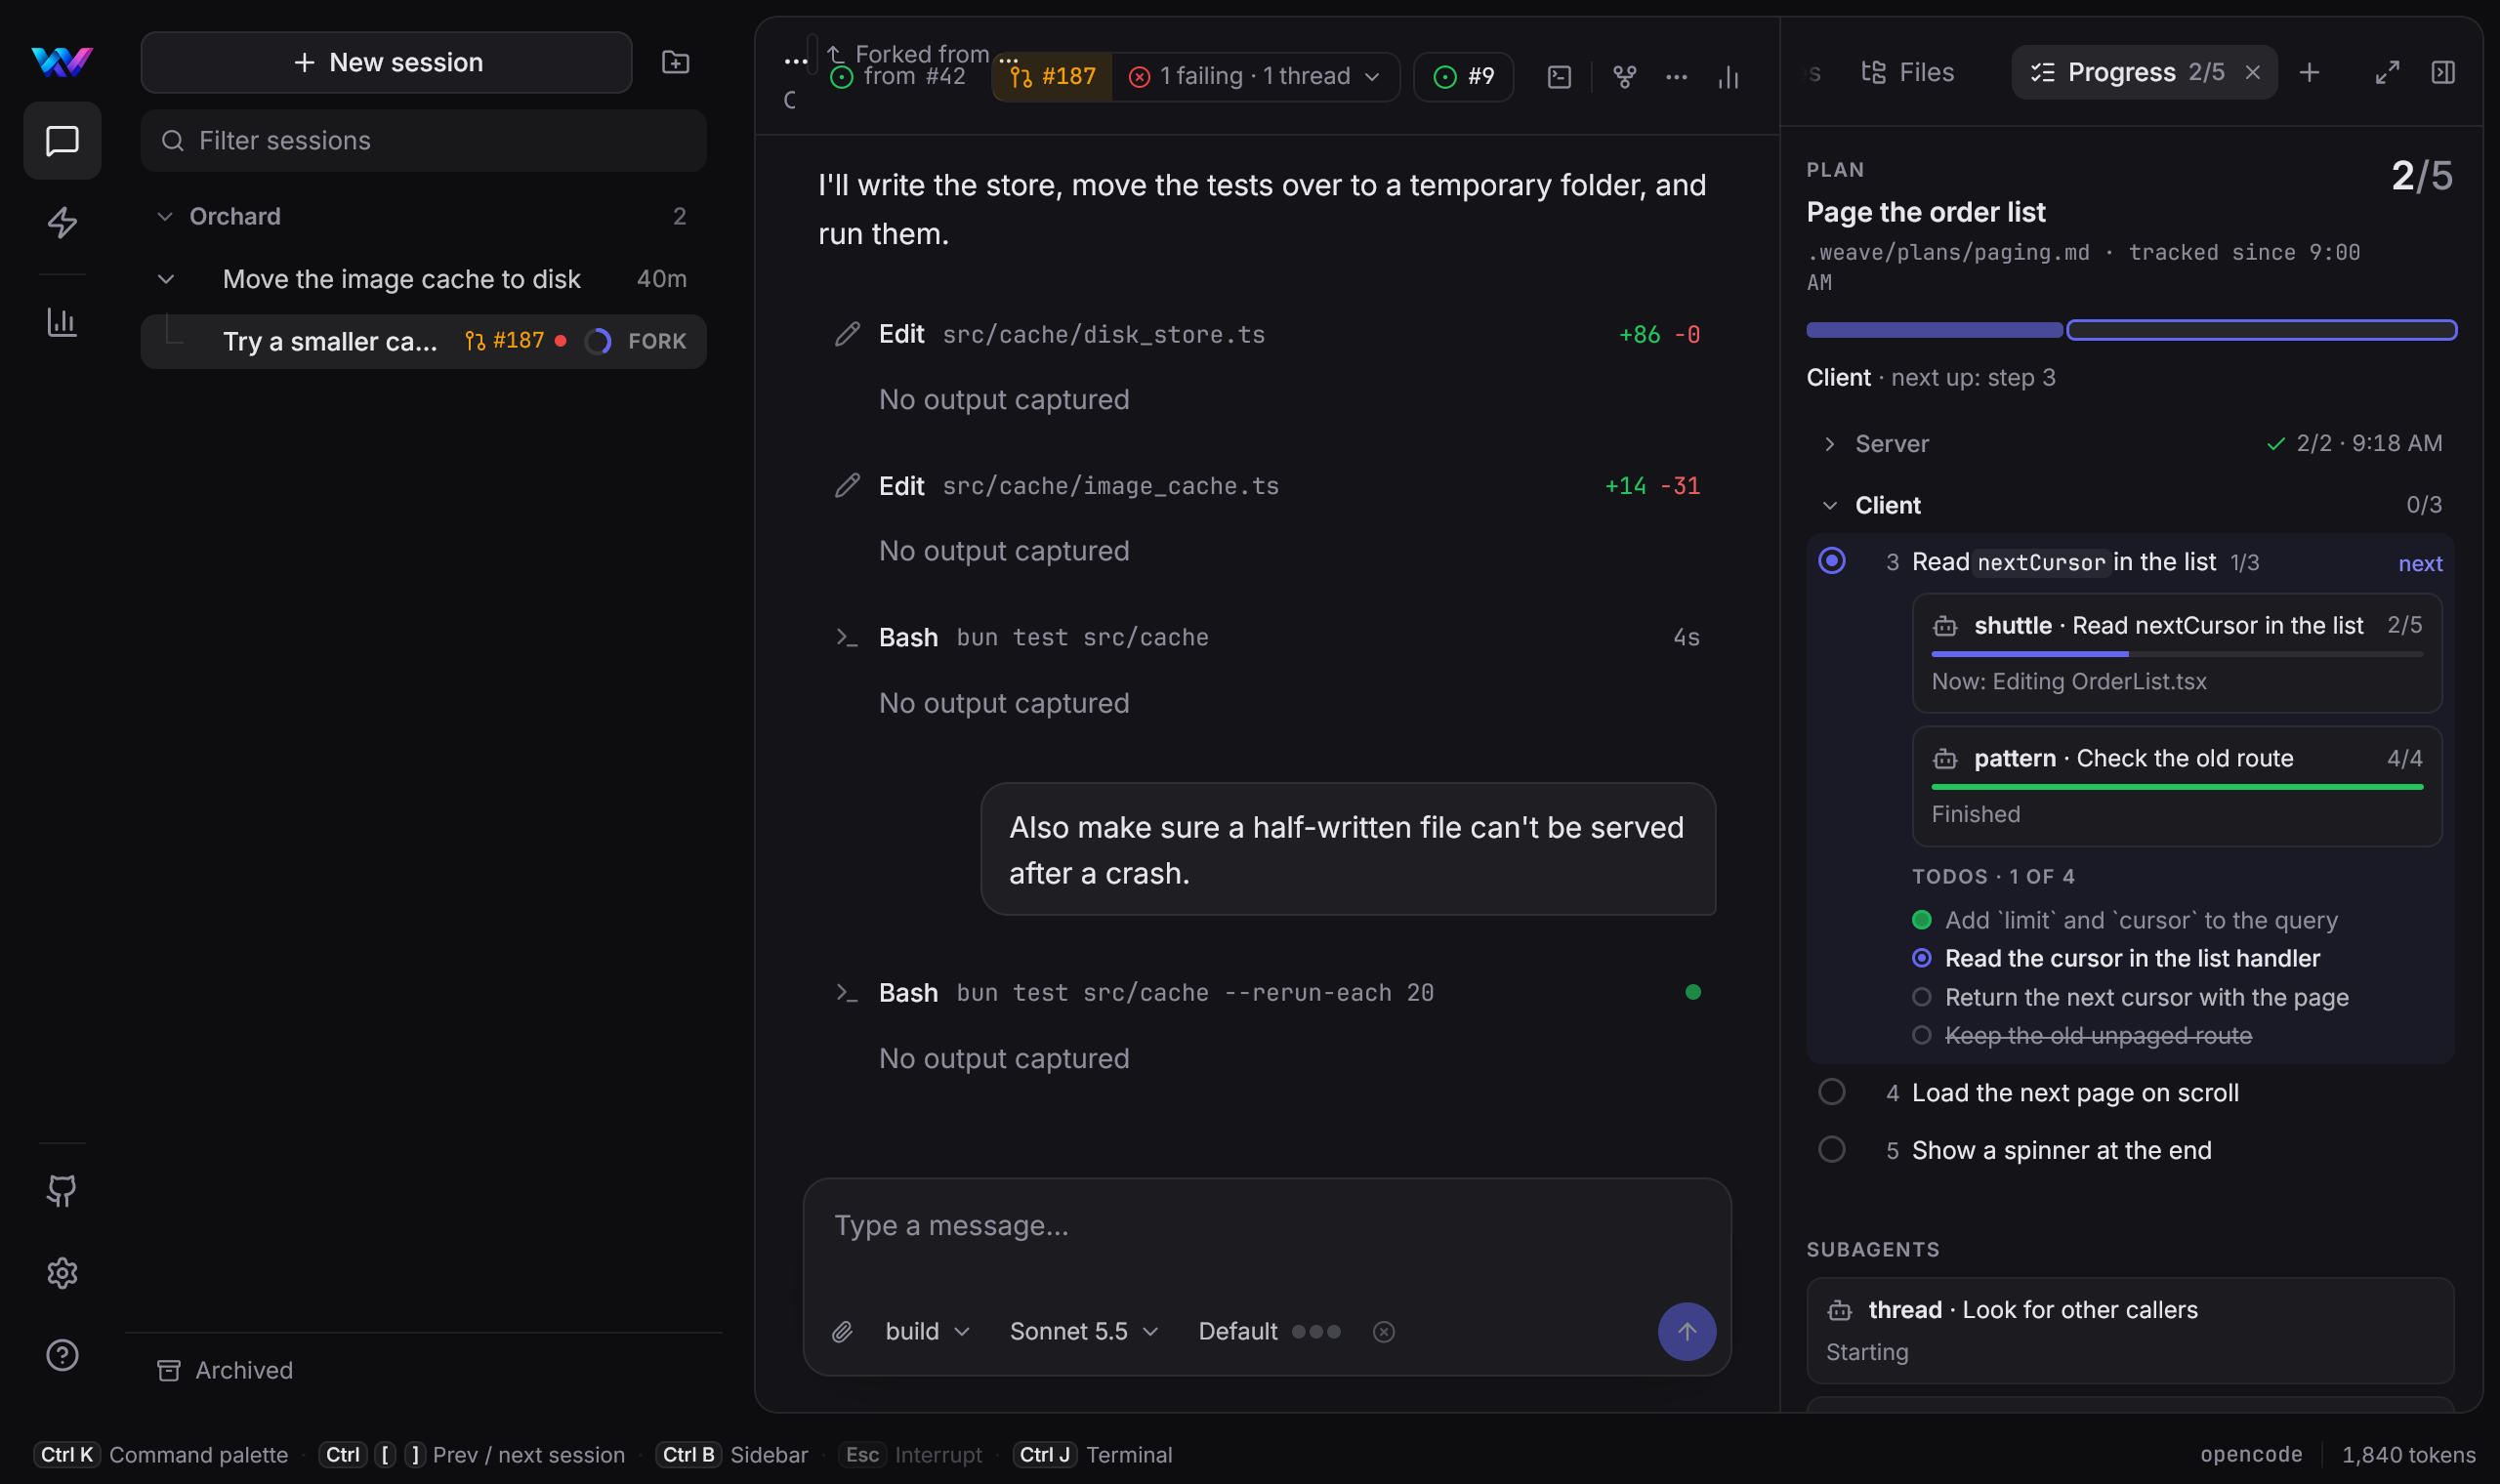 New session
Filter sessions
Orchard 2
Move the image cache to disk 40m
Try a smaller ca... #187 FORK
Archived
Forked from ...
from #42
#187 1 failing · 1 thread
#9
I'll write the store, move the tests over to a temporary folder, and
run them.
Edit src/cache/disk_store.ts +86 -0
No output captured
Edit src/cache/image_cache.ts +14 -31
No output captured
Bash bun test src/cache 4s
No output captured
Also make sure a half-written file can't be served
after a crash.
Bash bun test src/cache --rerun-each 20
No output captured
Type a message...
build Sonnet 5.5 Default
Files Progress 2/5
PLAN 2/5
Page the order list
.weave/plans/paging.md · tracked since 9:00
AM
Client · next up: step 3
Server 2/2 · 9:18 AM
Client 0/3
3 Read nextCursor in the list 1/3 next
shuttle · Read nextCursor in the list 2/5
Now: Editing OrderList.tsx
pattern · Check the old route 4/4
Finished
TODOS · 1 OF 4
Add `limit` and `cursor` to the query
Read the cursor in the list handler
Return the next cursor with the page
Keep the old unpaged route
4 Load the next page on scroll
5 Show a spinner at the end
SUBAGENTS
thread · Look for other callers
Starting
Ctrl K Command palette · Ctrl [ ] Prev / next session · Ctrl B Sidebar · Esc Interrupt · Ctrl J Terminal
opencode 1,840 tokens